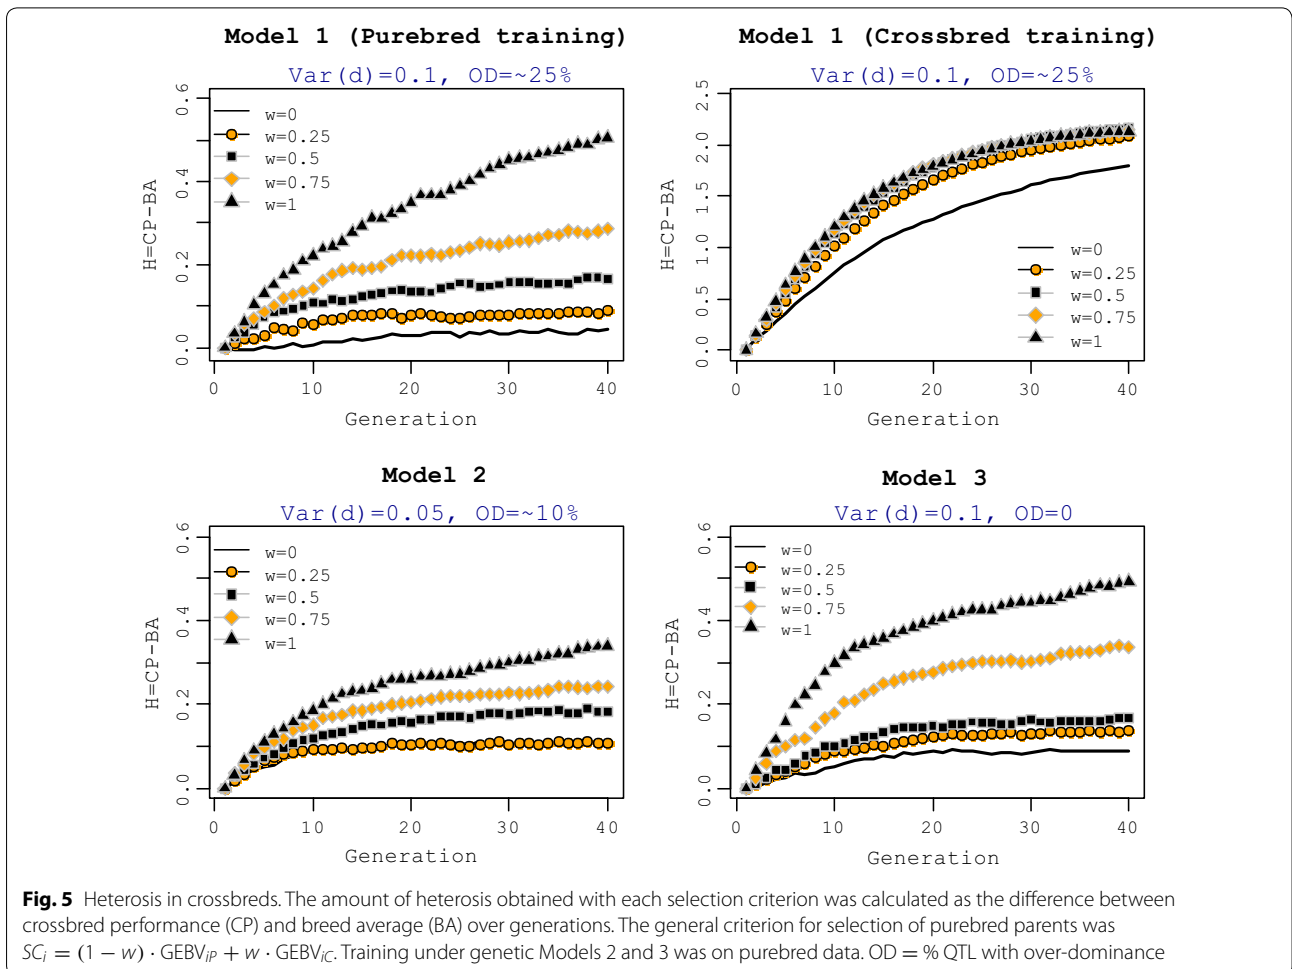 Model 1 (Purebred training)
Var(d)=0.1, OD=~25%
0.6
0.4
0.2
0.0
H=CP-BA
w=0
w=0.25
w=0.5
w=0.75
w=1
0
10
20
30
40
Generation
Model 1 (Crossbred training)
Var(d)=0.1, OD=~25%
2.5
2.0
1.5
1.0
0.5
0.0
H=CP-BA
w=0
w=0.25
w=0.5
w=0.75
w=1
0
10
20
30
40
Generation
Model 2
Var(d)=0.05, OD=~10%
0.6
0.4
0.2
0.0
H=CP-BA
w=0
w=0.25
w=0.5
w=0.75
w=1
0
10
20
30
40
Generation
Model 3
Var(d)=0.1, OD=0
0.6
0.4
0.2
0.0
H=CP-BA
w=0
w=0.25
w=0.5
w=0.75
w=1
0
10
20
30
40
Generation
Fig. 5 Heterosis in crossbreds. The amount of heterosis obtained with each selection criterion was calculated as the difference between
crossbred performance (CP) and breed average (BA) over generations. The general criterion for selection of purebred parents was
SCi = (1 − w) · GEBViP + w · GEBViC. Training under genetic Models 2 and 3 was on purebred data. OD = % QTL with over-dominance